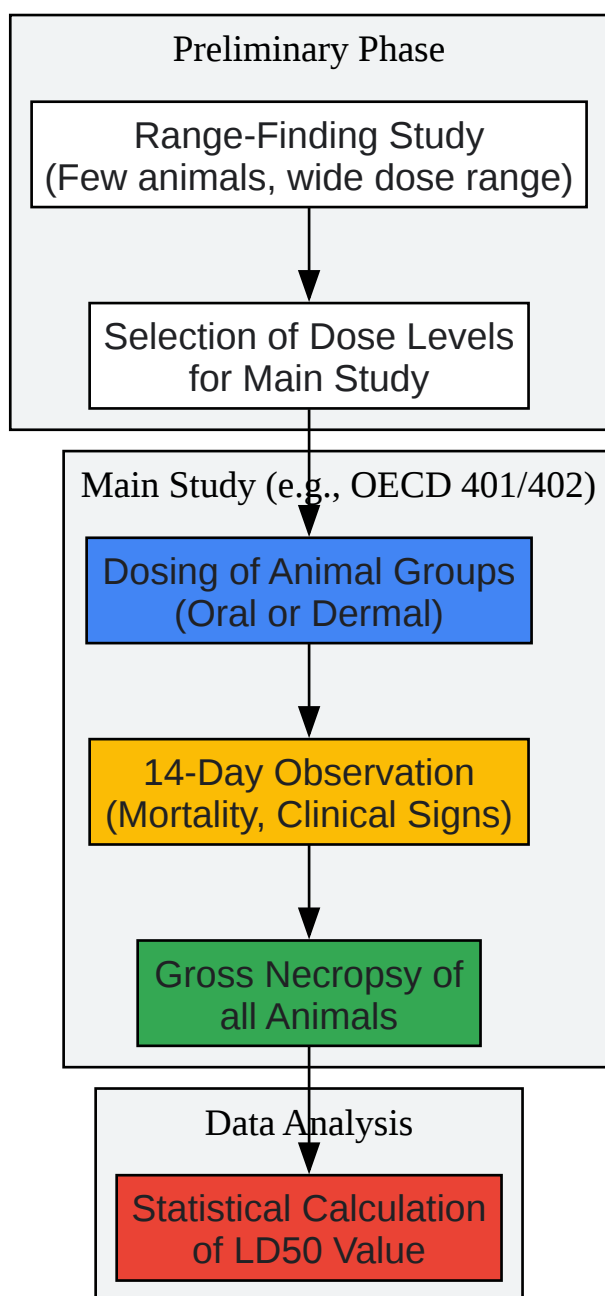 Preliminary Phase
Range-Finding Study
(Few animals, wide dose range)
Selection of Dose Levels
for Main Study
Main Study (e.g., OECD 401/402)
Dosing of Animal Groups
(Oral or Dermal)
14-Day Observation
(Mortality, Clinical Signs)
Gross Necropsy of
all Animals
Data Analysis
Statistical Calculation
of LD50 Value